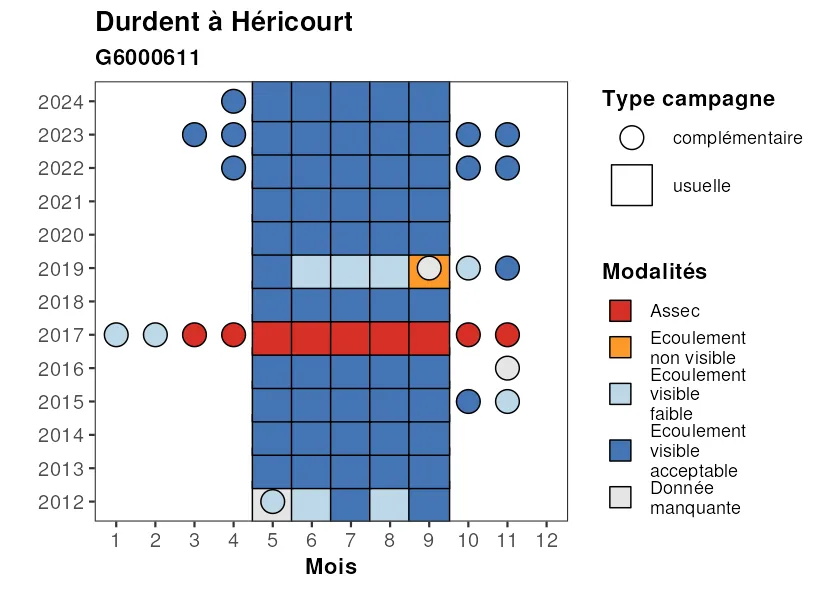 Durdent à Héricourt
G6000611
2024
2023
2022
2021
2020
2019
2018
2017
2016
2015
2014
2013
2012
1 2 3 4 5 6 7 8 9 10 11 12
Mois
Type campagne
complémentaire
usuelle
Modalités
Assec
Ecoulement
non visible
Ecoulement
visible
faible
Ecoulement
visible
acceptable
Donnée
manquante